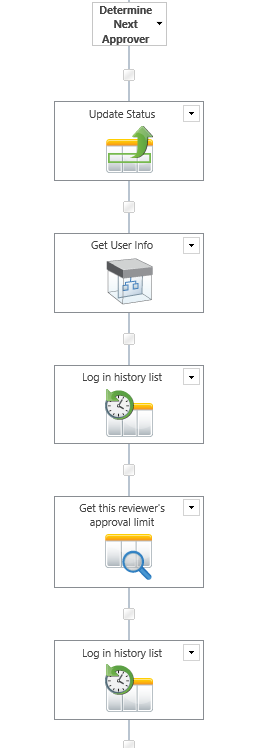 Determine
Next
Approver
Update Status
Get User Info
Log in history list
Get this reviewer's
approval limit
Log in history list